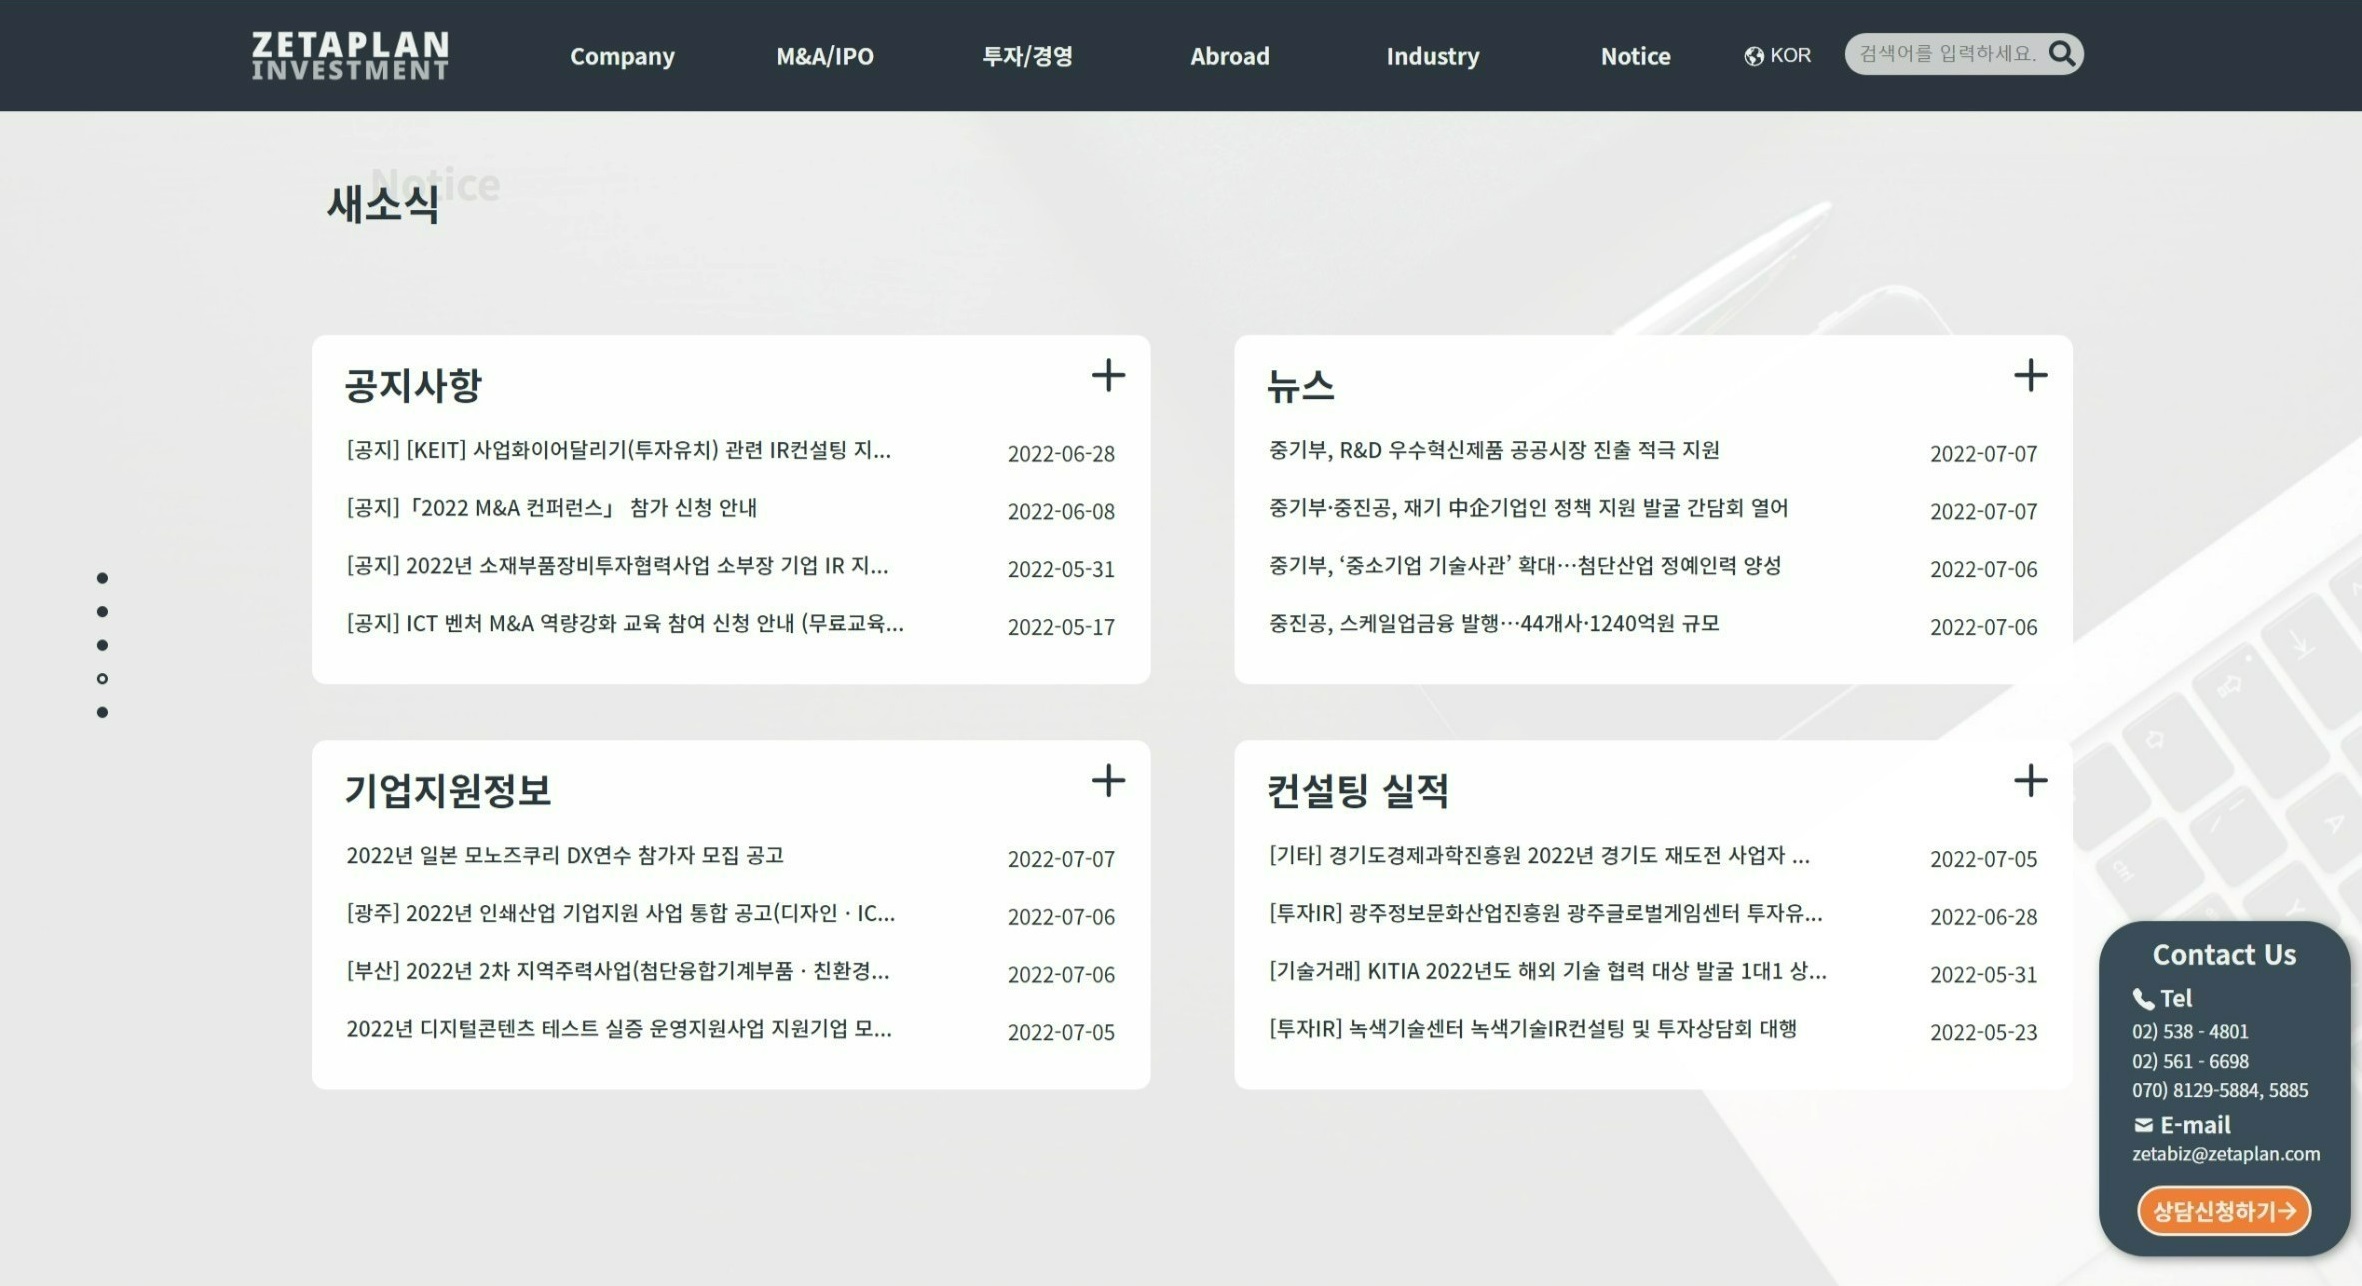 ZETAPLAN
INVESTMENT
Company
M&A/IPO
투자/경영
Abroad
Industry
Notice
KOR
검색어를 입력하세요.
Notice
새소식
공지사항
[공지] [KEIT] 사업화이어달리기(투자유치) 관련 IR컨설팅 지... 2022-06-28
[공지]「2022 M&A 컨퍼런스」 참가 신청 안내 2022-06-08
[공지] 2022년 소재부품장비투자협력사업 소부장 기업 IR 지... 2022-05-31
[공지] ICT 벤처 M&A 역량강화 교육 참여 신청 안내 (무료교육... 2022-05-17
뉴스
중기부, R&D 우수혁신제품 공공시장 진출 적극 지원 2022-07-07
중기부·중진공, 재기 中企기업인 정책 지원 발굴 간담회 열어 2022-07-07
중기부, ‘중소기업 기술사관’ 확대…첨단산업 정예인력 양성 2022-07-06
중진공, 스케일업금융 발행…44개사·1240억원 규모 2022-07-06
기업지원정보
2022년 일본 모노즈쿠리 DX연수 참가자 모집 공고 2022-07-07
[광주] 2022년 인쇄산업 기업지원 사업 통합 공고(디자인ㆍIC... 2022-07-06
[부산] 2022년 2차 지역주력사업(첨단융합기계부품ㆍ친환경... 2022-07-06
2022년 디지털콘텐츠 테스트 실증 운영지원사업 지원기업 모... 2022-07-05
컨설팅 실적
[기타] 경기도경제과학진흥원 2022년 경기도 재도전 사업자 ... 2022-07-05
[투자IR] 광주정보문화산업진흥원 광주글로벌게임센터 투자유... 2022-06-28
[기술거래] KITIA 2022년도 해외 기술 협력 대상 발굴 1대1 상... 2022-05-31
[투자IR] 녹색기술센터 녹색기술IR컨설팅 및 투자상담회 대행 2022-05-23
Contact Us
Tel
02) 538 - 4801
02) 561 - 6698
070) 8129-5884, 5885
E-mail
zetabiz@zetaplan.com
상담신청하기→